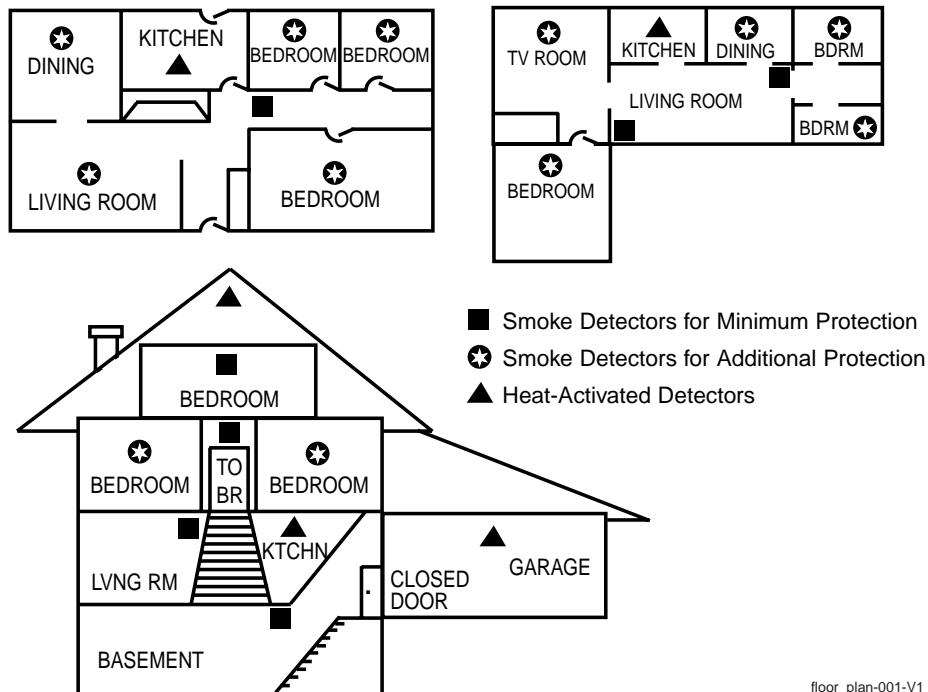 DINING
KITCHEN
BEDROOM
BEDROOM
LIVING ROOM
BEDROOM
TV ROOM
KITCHEN
DINING
BDRM
LIVING ROOM
BDRM
BEDROOM
Smoke Detectors for Minimum Protection
Smoke Detectors for Additional Protection
Heat-Activated Detectors
BEDROOM
BEDROOM
TO
BR
BEDROOM
LVNG RM
KTCHN
CLOSED
DOOR
GARAGE
BASEMENT
floor_plan-001-V1